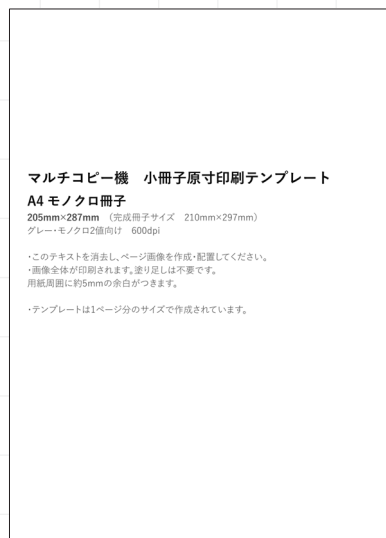 マルチコピー機　小冊子原寸印刷テンプレート
A4 モノクロ冊子
205mm×287mm （完成冊子サイズ　210mm×297mm）
グレー・モノクロ2値向け　600dpi
・このテキストを消去し、ページ画像を作成・配置してください。
・画像全体が印刷されます。塗り足しは不要です。
用紙周囲に約5mmの余白がつきます。
・テンプレートは1ページ分のサイズで作成されています。